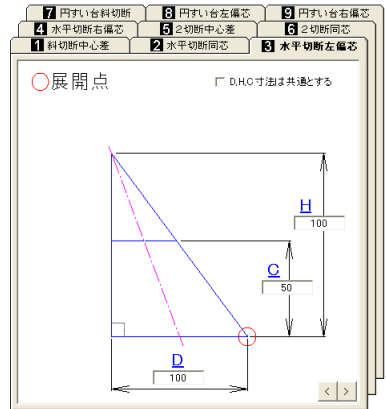 7 円すい台斜切断 8 円すい台左偏芯 9 円すい台右偏芯
4 水平切断右偏芯 5 2切断中心差 6 2切断同芯
1 斜切断中心差 2 水平切断同芯 3 水平切断左偏芯
○展開点 D,H,C寸法は共通とする
H
100
C
50
D
100
< >